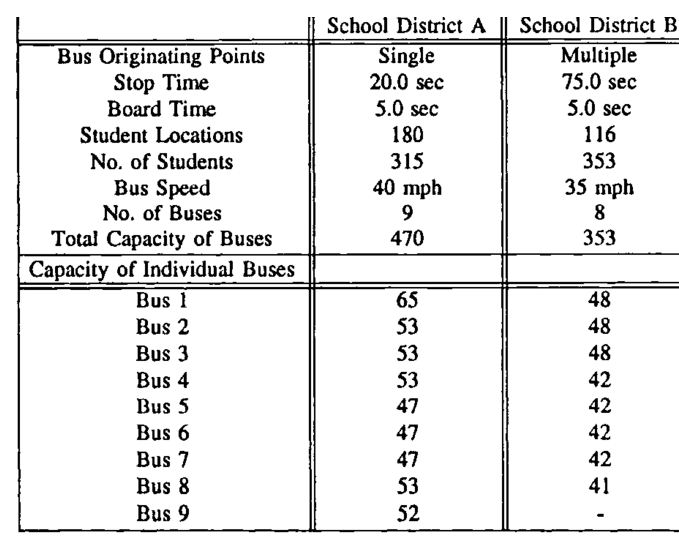 School District A School District B
Bus Originating Points Single Multiple
Stop Time 20.0 sec 75.0 sec
Board Time 5.0 sec 5.0 sec
Student Locations 180 116
No. of Students 315 353
Bus Speed 40 mph 35 mph
No. of Buses 9 8
Total Capacity of Buses 470 353
Capacity of Individual Buses
Bus 1 65 48
Bus 2 53 48
Bus 3 53 48
Bus 4 53 42
Bus 5 47 42
Bus 6 47 42
Bus 7 47 42
Bus 8 53 41
Bus 9 52 -